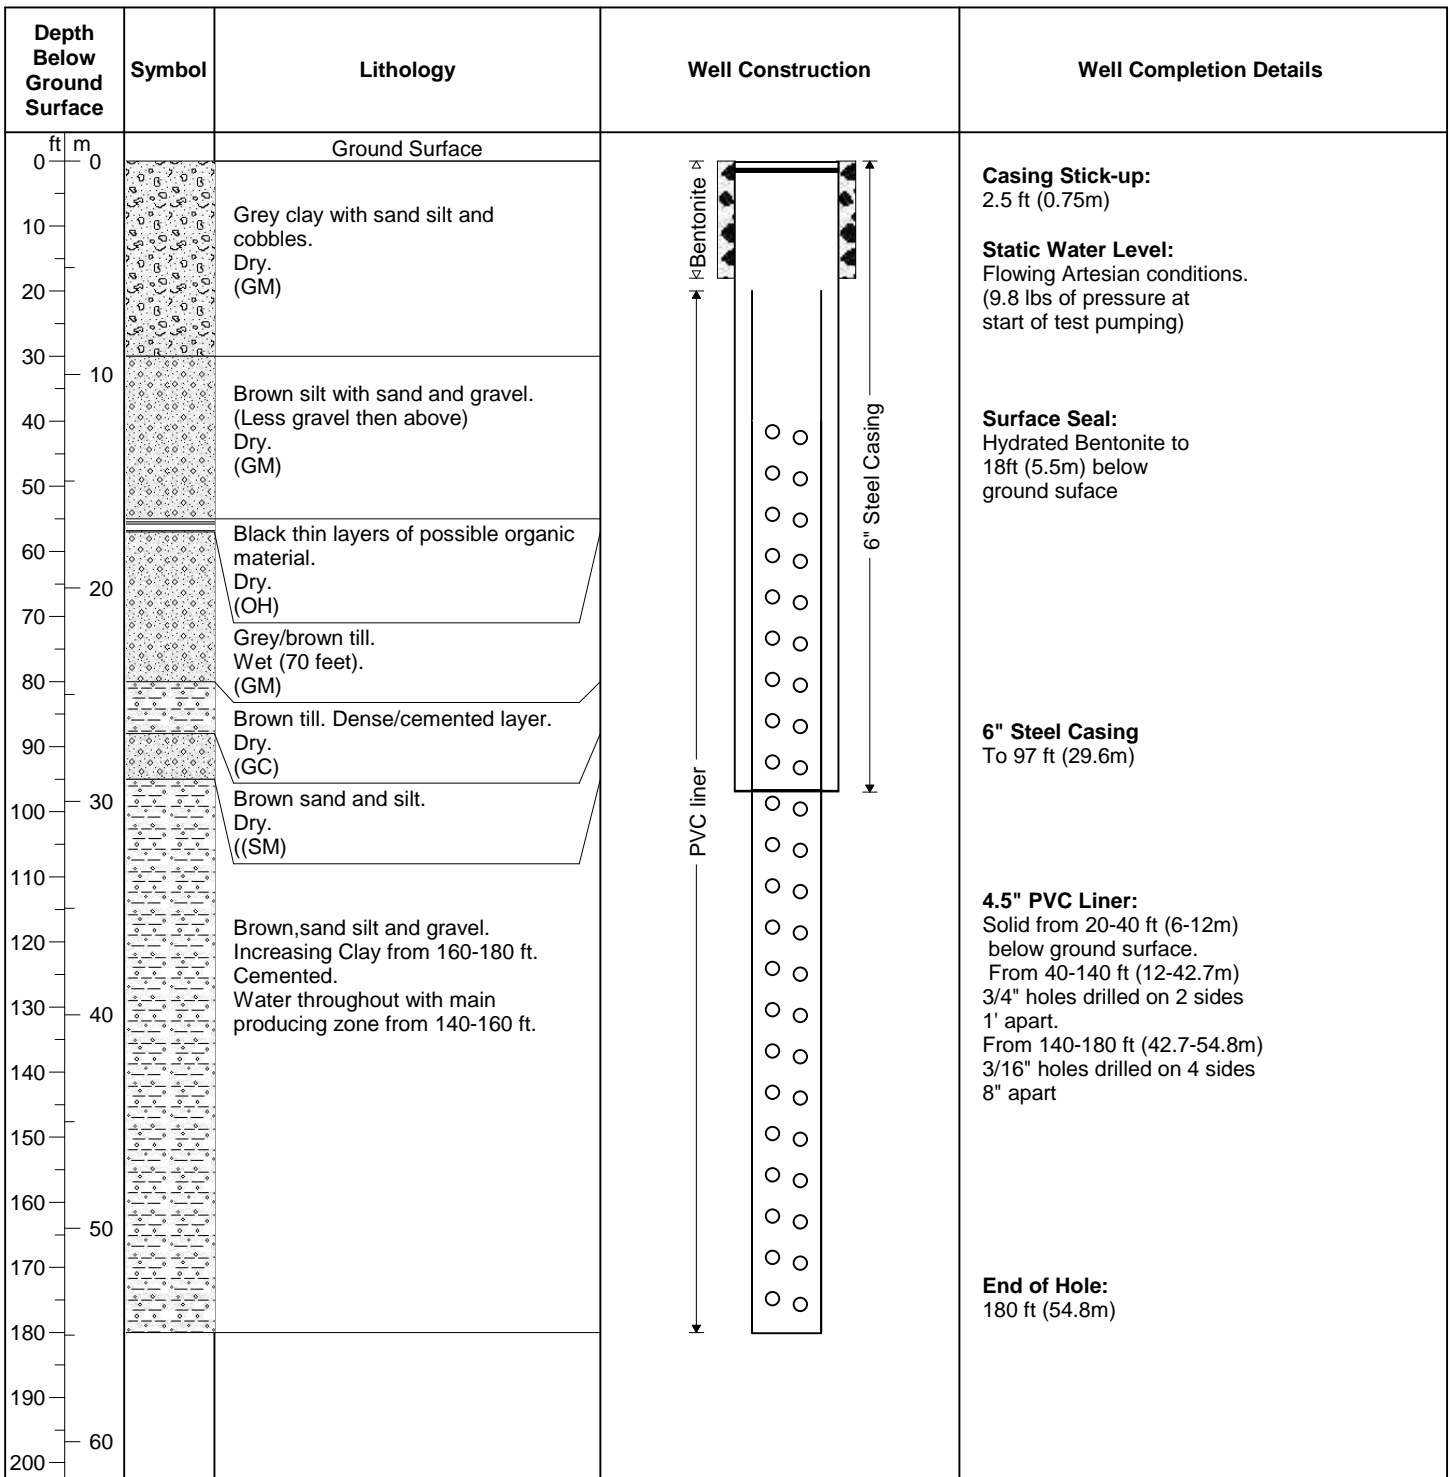 Depth
Below
Ground
Surface
Symbol
Lithology
Well Construction
Well Completion Details
ft m
0
10
20
30
40
50
60
70
80
90
100
110
120
130
140
150
160
170
180
190
200
0
10
20
30
40
50
60
Ground Surface
Grey clay with sand silt and
cobbles.
Dry.
(GM)
Brown silt with sand and gravel.
(Less gravel then above)
Dry.
(GM)
Black thin layers of possible organic
material.
Dry.
(OH)
Grey/brown till.
Wet (70 feet).
(GM)
Brown till. Dense/cemented layer.
Dry.
(GC)
Brown sand and silt.
Dry.
((SM)
Brown,sand silt and gravel.
Increasing Clay from 160-180 ft.
Cemented.
Water throughout with main
producing zone from 140-160 ft.
Bentonite
PVC liner
6" Steel Casing
Casing Stick-up:
2.5 ft (0.75m)
Static Water Level:
Flowing Artesian conditions.
(9.8 lbs of pressure at
start of test pumping)
Surface Seal:
Hydrated Bentonite to
18ft (5.5m) below
ground suface
6" Steel Casing
To 97 ft (29.6m)
4.5" PVC Liner:
Solid from 20-40 ft (6-12m)
below ground surface.
From 40-140 ft (12-42.7m)
3/4" holes drilled on 2 sides
1' apart.
From 140-180 ft (42.7-54.8m)
3/16" holes drilled on 4 sides
8" apart
End of Hole:
180 ft (54.8m)